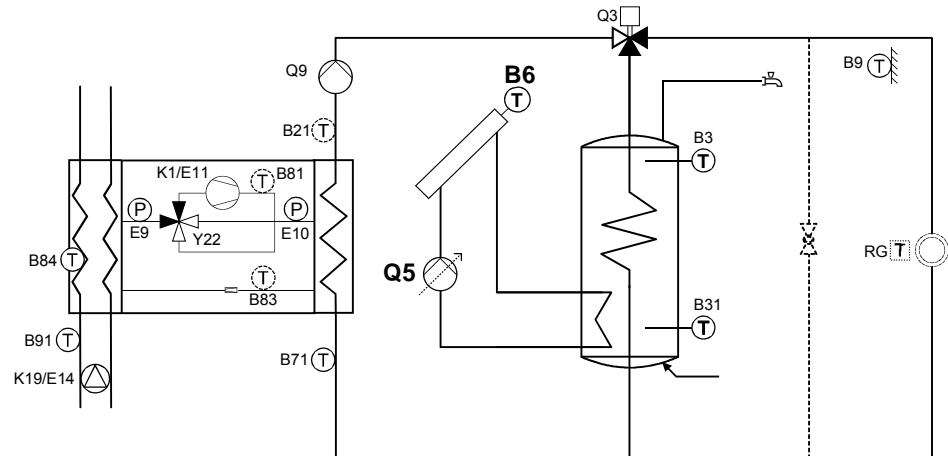 Q3
B9
T
Q9
B6
T
B21
T
B3
T
K1/E11
T
B81
P
P
E9
Y22
E10
B84
T
Q5
RG
T
T
B83
B31
T
B91
T
B71
T
K19/E14